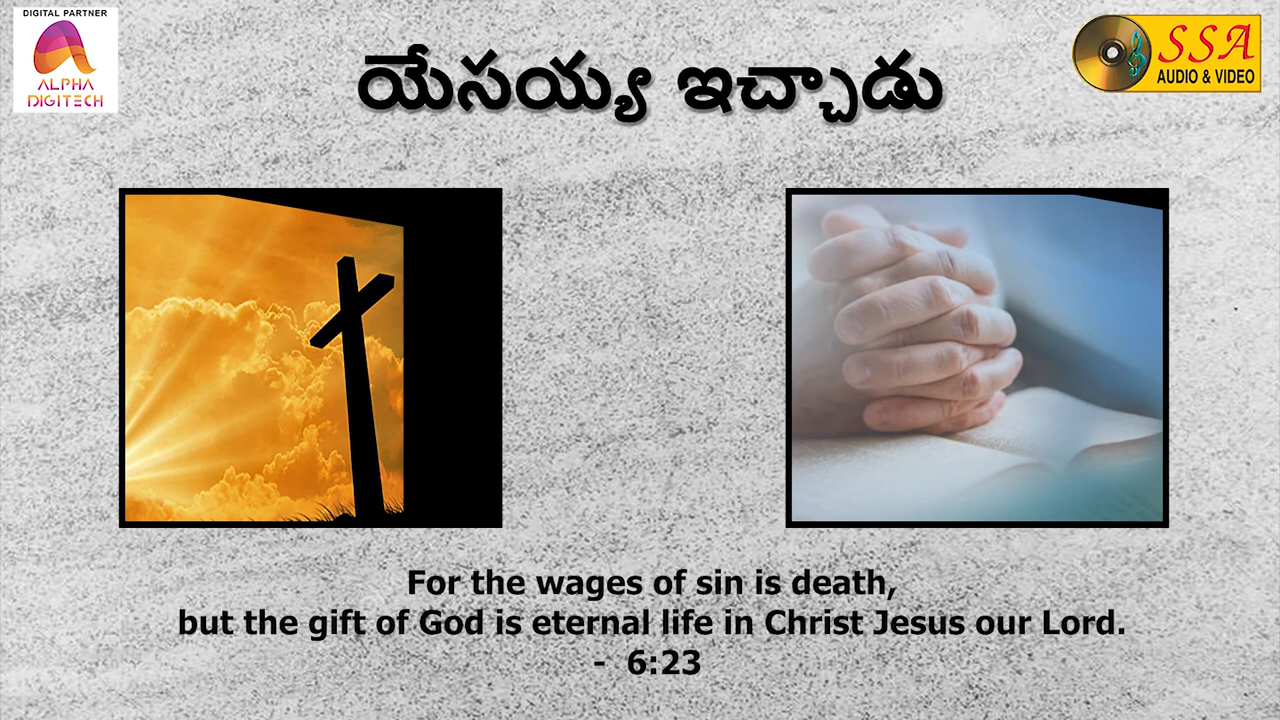 DIGITAL PARTNER
ALPHA
DIGITECH
యేసయ్య ఇచ్చాడు
SSA
AUDIO & VIDEO
For the wages of sin is death,
but the gift of God is eternal life in Christ Jesus our Lord.
- 6:23